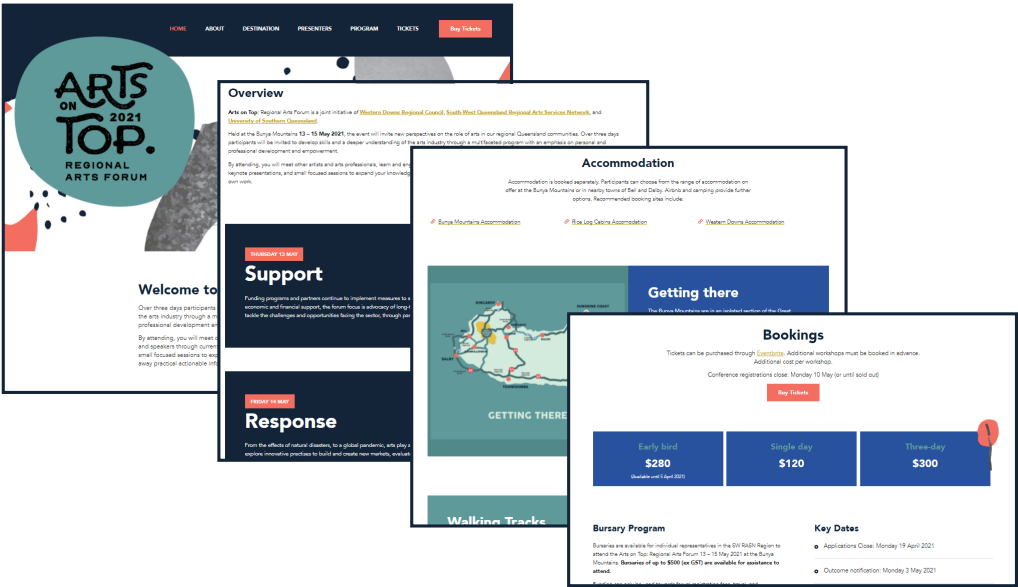 HOME ABOUT DESTINATION PRESENTERS PROGRAM TICKETS Buy Tickets
ARTS
ON
2021
TOP.
REGIONAL
ARTS FORUM
Welcome to
Over three days participants
the arts industry through a m
professional development an
By attending, you will meet o
and speakers through curren
small focused sessions to exp
away practical actionable info
Overview
Arts on Top: Regional Arts Forum is a joint initiative of Western Downs Regional Council, South West Queensland Regional Arts Services Network, and
University of Southern Queensland.
Held at the Bunya Mountains 13 – 15 May 2021, the event will invite new perspectives on the role of arts in our regional Queensland communities. Over three days
participants will be invited to develop skills and a deeper understanding of the arts industry through a multifaceted program with an emphasis on personal and
professional development and empowerment.
By attending, you will meet other artists and arts professionals, learn and en
keynote presentations, and small focused sessions to expand your knowledg
own work.
THURSDAY 13 MAY
Support
Funding programs and partners continue to implement measures to s
economic and financial support, the forum focus is advocacy of long-t
tackle the challenges and opportunities facing the sector, through par
FRIDAY 14 MAY
Response
From the effects of natural disasters, to a global pandemic, arts play a
explore innovative practises to build and create new markets, evaluat
Accommodation
Accommodation is booked separately. Participants can choose from the range of accommodation on
offer at the Bunya Mountains or in nearby towns of Bell and Dalby. Airbnb and camping provide further
options. Recommended booking sites include:
Bunya Mountains Accommodation Rice Log Cabins Accomodation Western Downs Accommodation
KINGAROY
SUNSHINE COAST
BELL
DALBY
TOOWOOMBA
GETTING THERE
Getting there
The Bunya Mountains are in an isolated section of the Great
Walking Tracks
Bookings
Tickets can be purchased through Eventbrite. Additional workshops must be booked in advance.
Additional cost per workshop.
Conference registrations close: Monday 10 May (or until sold out)
Buy Tickets
Early bird
$280
(Available until 5 April 2021)
Single day
$120
Three-day
$300
Bursary Program
Bursaries are available for individual representatives in the SW RASN Region to
attend the Arts on Top: Regional Arts Forum 13 – 15 May 2021 at the Bunya
Mountains. Bursaries of up to $500 (ex GST) are available for assistance to
attend.
Key Dates
Applications Close: Monday 19 April 2021
Outcome notification: Monday 3 May 2021